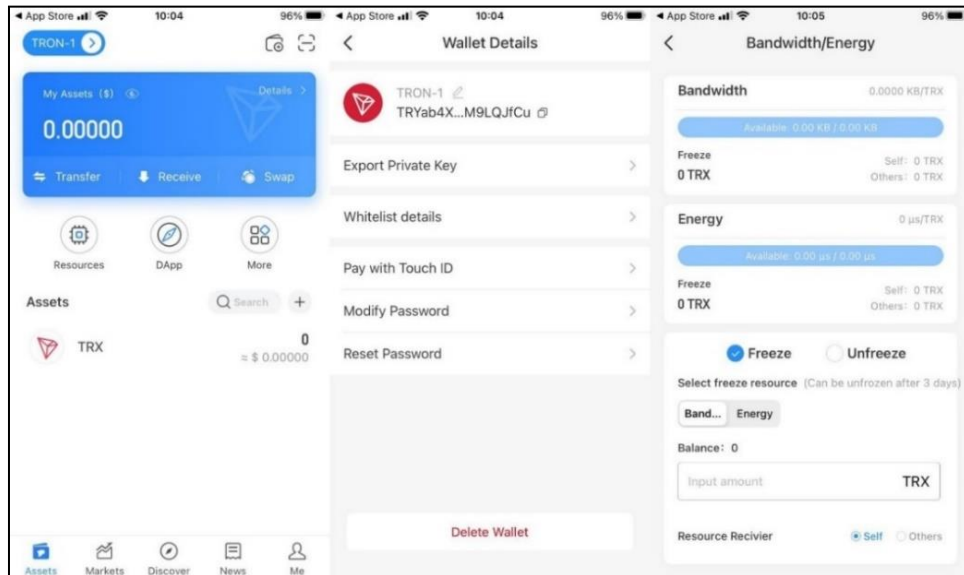 App Store 10:04 96%
TRON-1
My Assets ($) Details
0.00000
Transfer Receive Swap
Resources DApp More
Assets Search
TRX 0
≈ $ 0.00000
Assets Markets Discover News Me
App Store 10:04 96%
Wallet Details
TRON-1
TRYab4X...M9LQJfCu
Export Private Key
Whitelist details
Pay with Touch ID
Modify Password
Reset Password
Delete Wallet
App Store 10:05 96%
Bandwidth/Energy
Bandwidth 0.0000 KB/TRX
Available: 0.00 KB / 0.00 KB
Freeze Self: 0 TRX
0 TRX Others: 0 TRX
Energy 0 μs/TRX
Available: 0.00 μs / 0.00 μs
Freeze Self: 0 TRX
0 TRX Others: 0 TRX
Freeze Unfreeze
Select freeze resource (Can be unfrozen after 3 days)
Band... Energy
Balance: 0
Input amount TRX
Resource Recivier Self Others